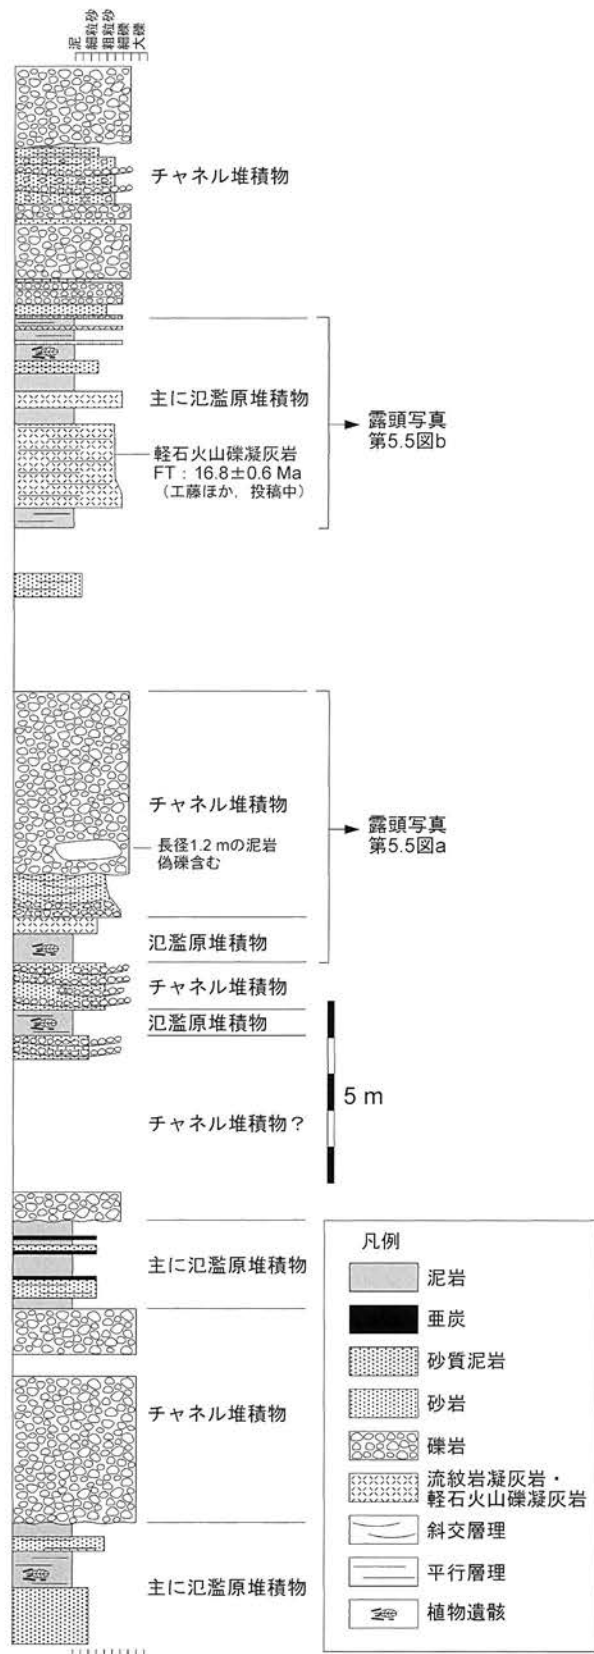 泥
細粒砂
粗粒砂
細礫
大礫
チャネル堆積物
主に氾濫原堆積物
軽石火山礫凝灰岩
FT：16.8±0.6 Ma
（工藤ほか，投稿中）
露頭写真
第5.5図b
チャネル堆積物
長径1.2 mの泥岩
偽礫含む
露頭写真
第5.5図a
氾濫原堆積物
チャネル堆積物
氾濫原堆積物
5 m
チャネル堆積物？
主に氾濫原堆積物
チャネル堆積物
主に氾濫原堆積物
凡例
泥岩
亜炭
砂質泥岩
砂岩
礫岩
流紋岩凝灰岩・
軽石火山礫凝灰岩
斜交層理
平行層理
植物遺骸